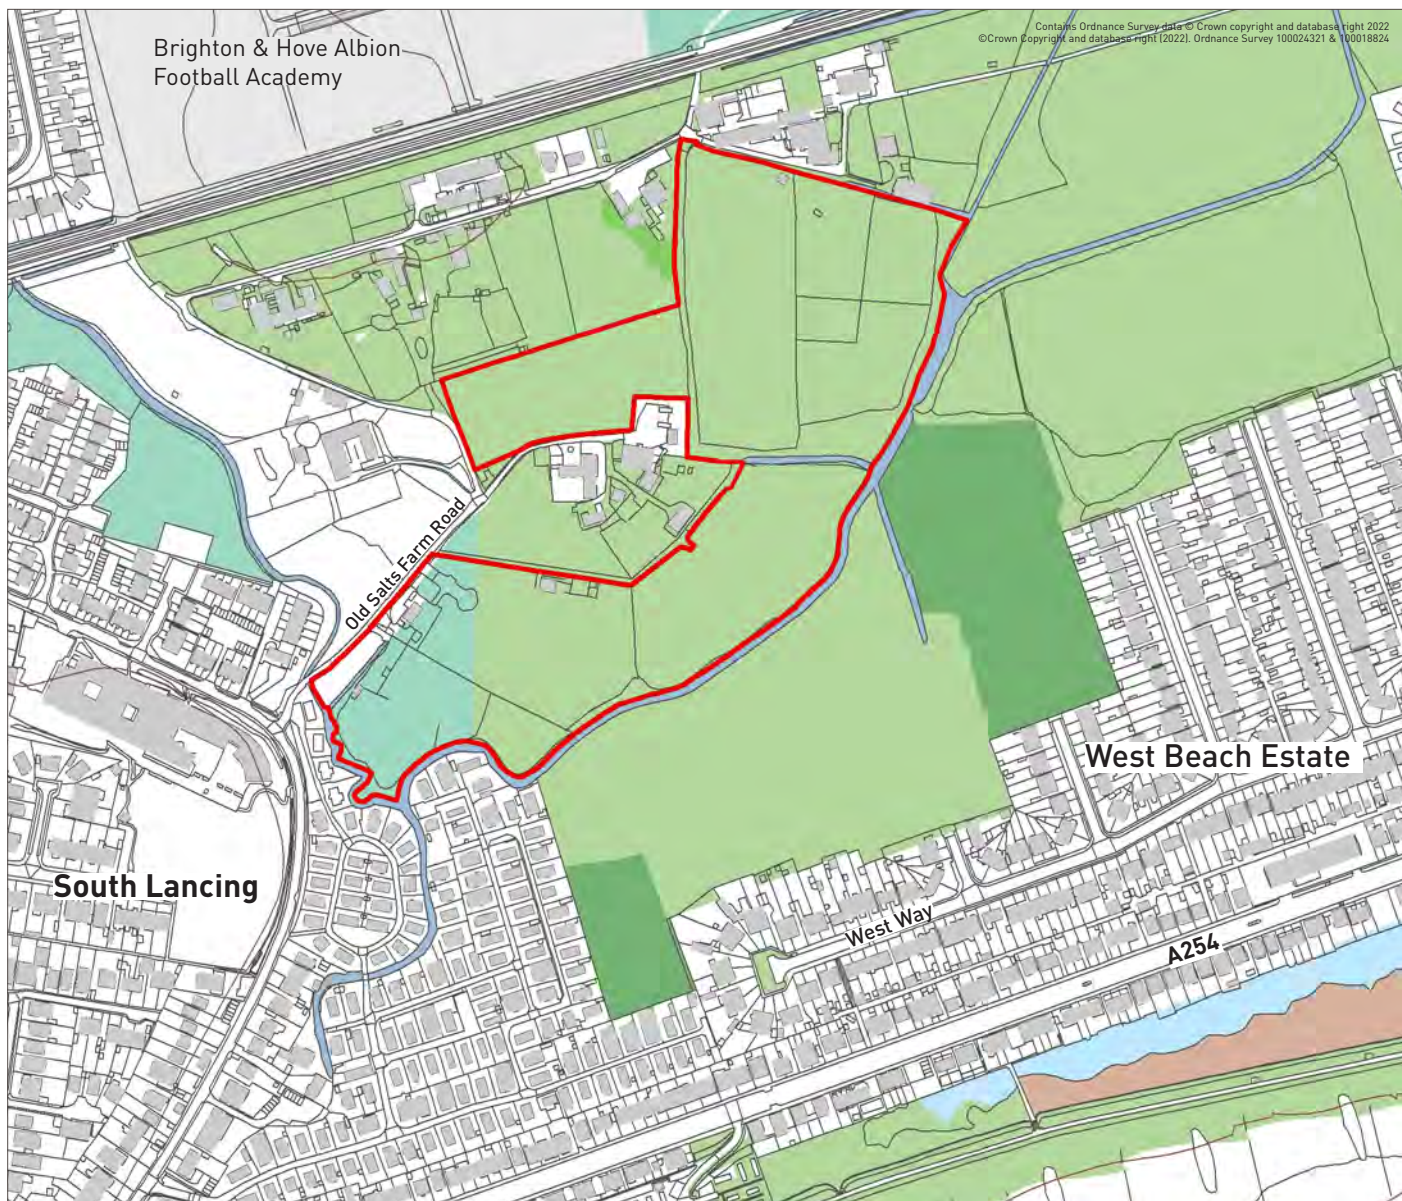 Contains Ordnance Survey data © Crown copyright and database right 2022
©Crown Copyright and database right (2022). Ordnance Survey 100024321 & 100018824
Brighton & Hove Albion
Football Academy
Old Salts Farm Road
West Beach Estate
South Lancing
West Way
A254